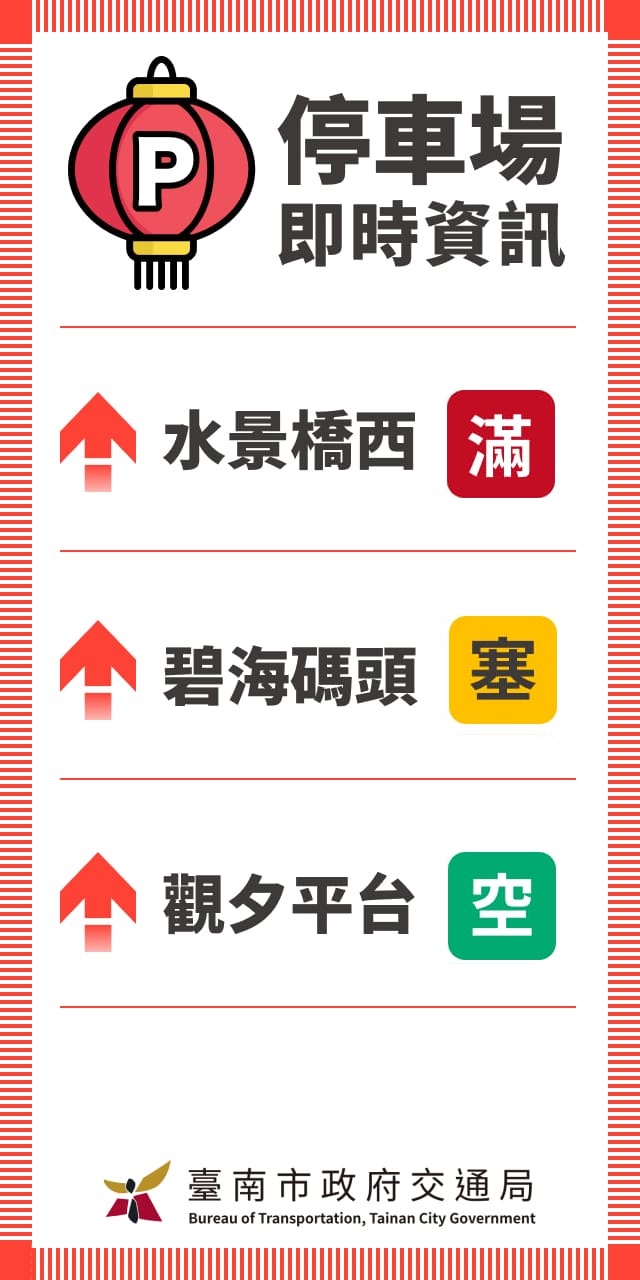 P
停車場
即時資訊
水景橋西 滿
碧海碼頭 塞
觀夕平台 空
臺南市政府交通局
Bureau of Transportation, Tainan City Government